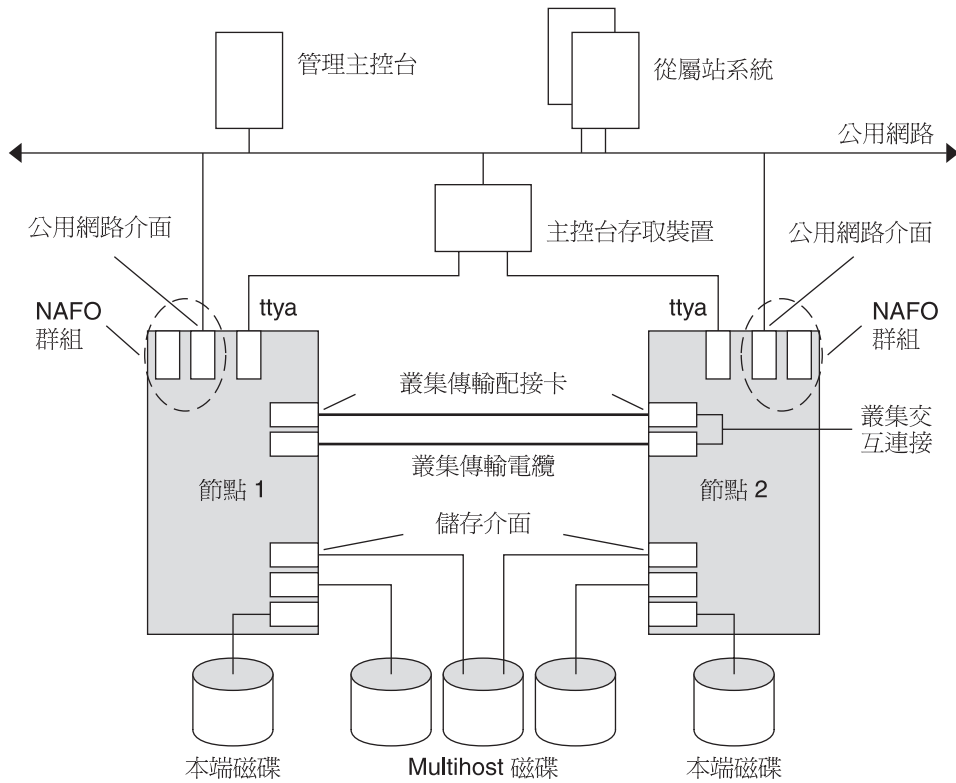 管理主控台
從屬站系統
公用網路
公用網路介面
主控台存取裝置
公用網路介面
NAFO
群組
ttya
ttya
NAFO
群組
叢集傳輸配接卡
叢集交
互連接
叢集傳輸電纜
節點 1
節點 2
儲存介面
本端磁碟
Multihost 磁碟
本端磁碟